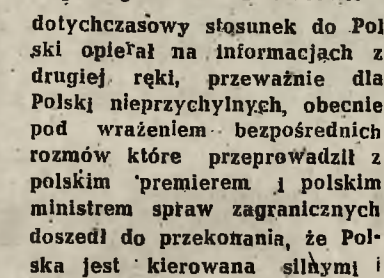 dotychczasowy stosunek do Pol
ski opierał na informacjach z
drugiej ręki, przeważnie dla
Polski nieprzychylnych, obecnie
pod wrażeniem bezpośrednich
rozmów które przeprowadził z
polskim premierem i polskim
ministrem spraw zagranicznych
doszedł do przekonania, że Pol-
ska jest kierowana silnymi i